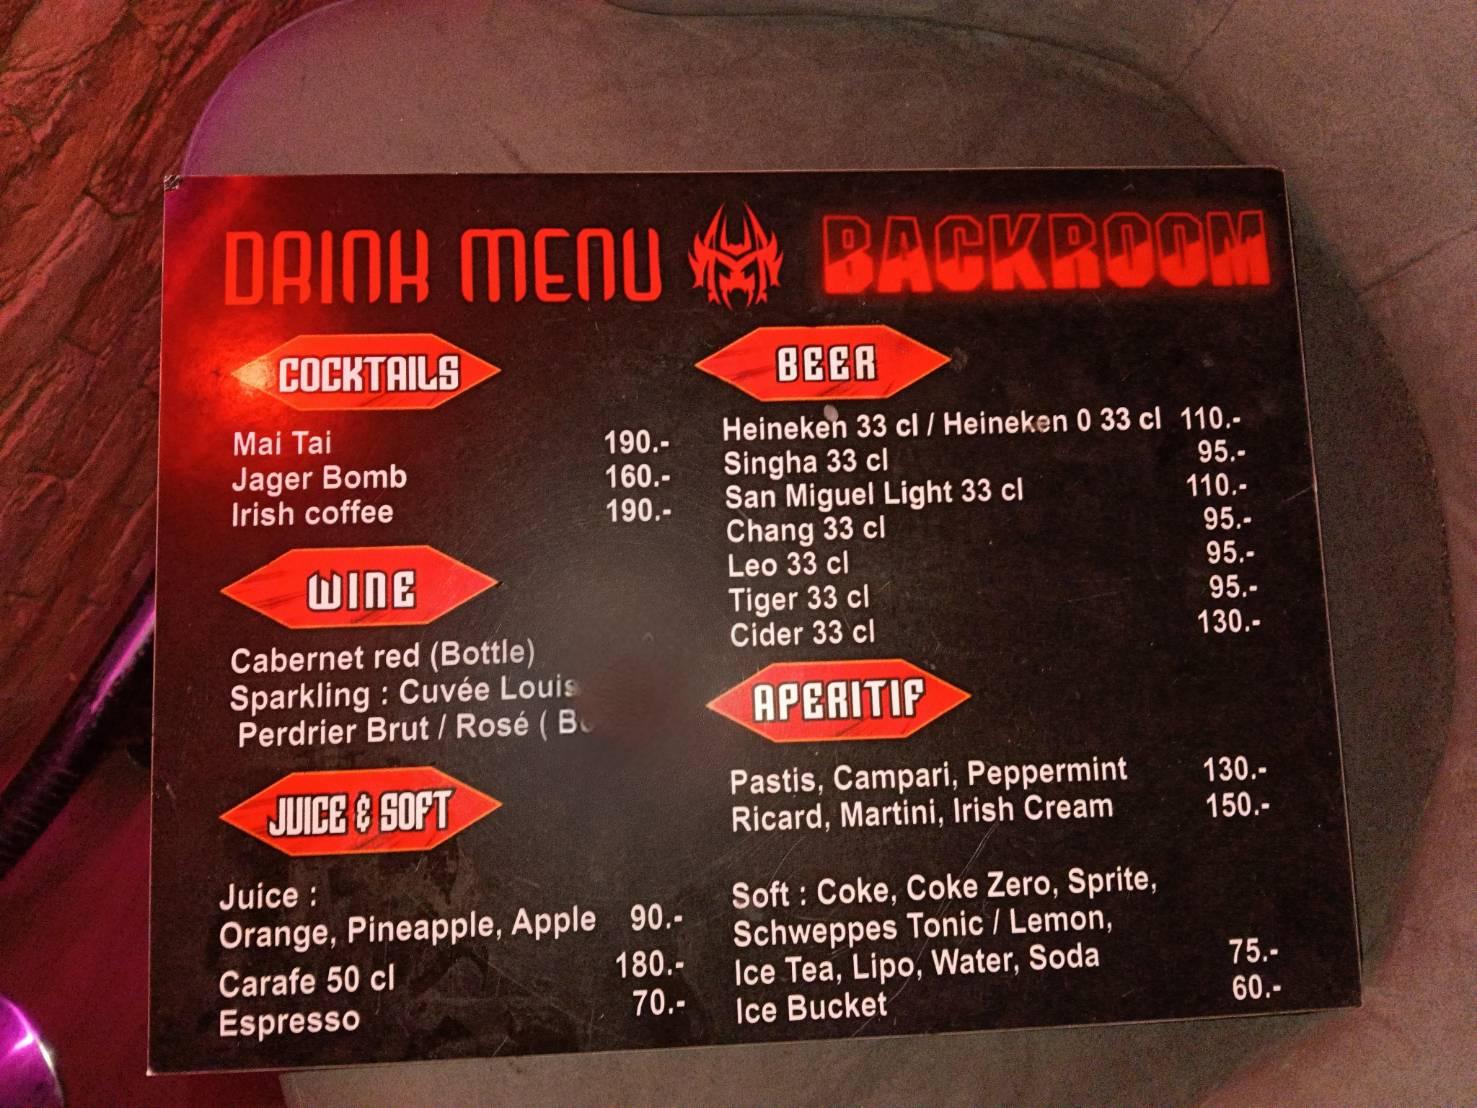 DRINK MENU BACKROOM
COCKTAILS
Mai Tai 190.-
Jager Bomb 160.-
Irish coffee 190.-
WINE
Cabernet red (Bottle)
Sparkling : Cuvée Louis
Perdrier Brut / Rosé (
JUICE & SOFT
Juice :
Orange, Pineapple, Apple 90.-
Carafe 50 cl 180.-
Espresso 70.-
BEER
Heineken 33 cl / Heineken 0 33 cl 110.-
Singha 33 cl 95.-
San Miguel Light 33 cl 110.-
Chang 33 cl 95.-
Leo 33 cl 95.-
Tiger 33 cl 95.-
Cider 33 cl 130.-
APERITIF
Pastis, Campari, Peppermint 130.-
Ricard, Martini, Irish Cream 150.-
Soft : Coke, Coke Zero, Sprite,
Schweppes Tonic / Lemon,
Ice Tea, Lipo, Water, Soda 75.-
Ice Bucket 60.-